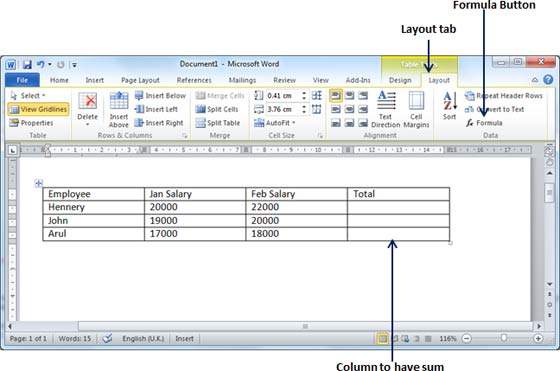 Formula Button
Layout tab
Document1 - Microsoft Word
File Home Insert Page Layout References Mailings Review View Add-Ins Design Layout
Select
View Gridlines
Properties
Table
Delete
Insert Above
Insert Below
Insert Left
Insert Right
Rows & Columns
Merge Cells
Split Cells
Split Table
Merge
0.41 cm
3.76 cm
AutoFit
Cell Size
Text Direction
Cell Margins
Alignment
Sort
Repeat Header Rows
Convert to Text
fx Formula
Data
Employee Jan Salary Feb Salary Total
Hennery 20000 22000
John 19000 20000
Arul 17000 18000
Page: 1 of 1 Words: 15 English (U.K.) Insert 116%
Column to have sum